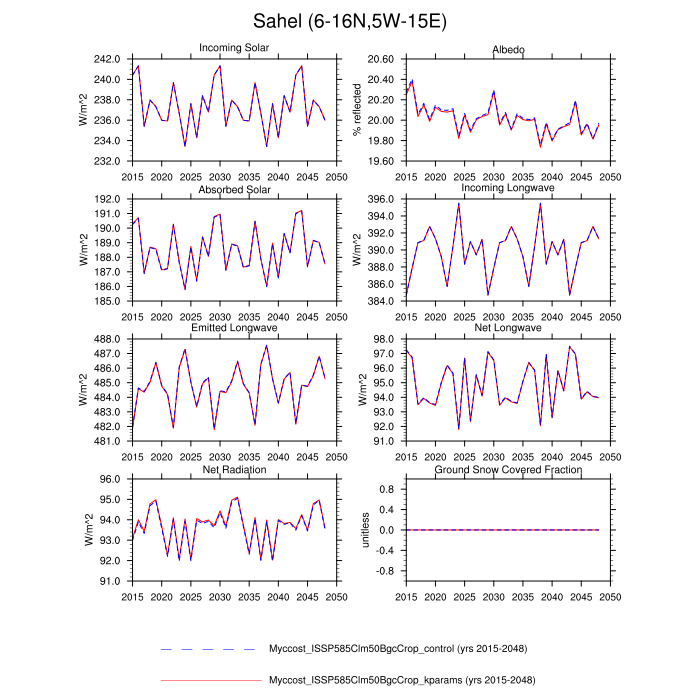 Sahel (6-16N,5W-15E)
Incoming Solar
W/m^2
242.0
240.0
238.0
236.0
234.0
232.0
2015 2020 2025 2030 2035 2040 2045 2050
Albedo
% reflected
20.60
20.40
20.20
20.00
19.80
19.60
2015 2020 2025 2030 2035 2040 2045 2050
Absorbed Solar
W/m^2
192.0
191.0
190.0
189.0
188.0
187.0
186.0
185.0
2015 2020 2025 2030 2035 2040 2045 2050
Incoming Longwave
W/m^2
396.0
394.0
392.0
390.0
388.0
386.0
384.0
2015 2020 2025 2030 2035 2040 2045 2050
Emitted Longwave
W/m^2
488.0
487.0
486.0
485.0
484.0
483.0
482.0
481.0
2015 2020 2025 2030 2035 2040 2045 2050
Net Longwave
W/m^2
98.0
97.0
96.0
95.0
94.0
93.0
92.0
91.0
2015 2020 2025 2030 2035 2040 2045 2050
Net Radiation
W/m^2
96.0
95.0
94.0
93.0
92.0
91.0
2015 2020 2025 2030 2035 2040 2045 2050
Ground Snow Covered Fraction
unitless
0.8
0.4
0.0
-0.4
-0.8
2015 2020 2025 2030 2035 2040 2045 2050
Myccost_ISSP585Clm50BgcCrop_control (yrs 2015-2048)
Myccost_ISSP585Clm50BgcCrop_kparams (yrs 2015-2048)